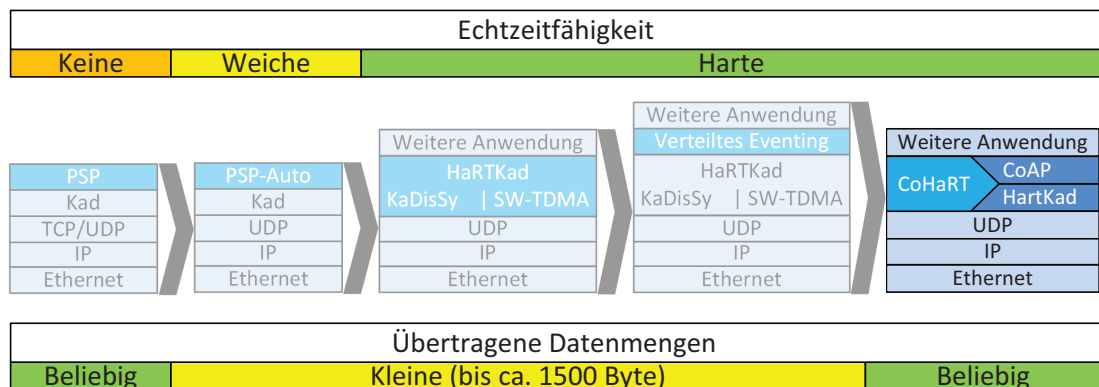 Echtzeitfähigkeit
Keine Weiche Harte
PSP
Kad
TCP/UDP
IP
Ethernet
PSP-Auto
Kad
UDP
IP
Ethernet
Weitere Anwendung
HaRTKad
KaDisSy | SW-TDMA
UDP
IP
Ethernet
Weitere Anwendung
Verteiltes Eventing
HaRTKad
KaDisSy | SW-TDMA
UDP
IP
Ethernet
Weitere Anwendung
CoHaRT
CoAP
HartKad
UDP
IP
Ethernet
Übertragene Datenmengen
Beliebig Kleine (bis ca. 1500 Byte) Beliebig